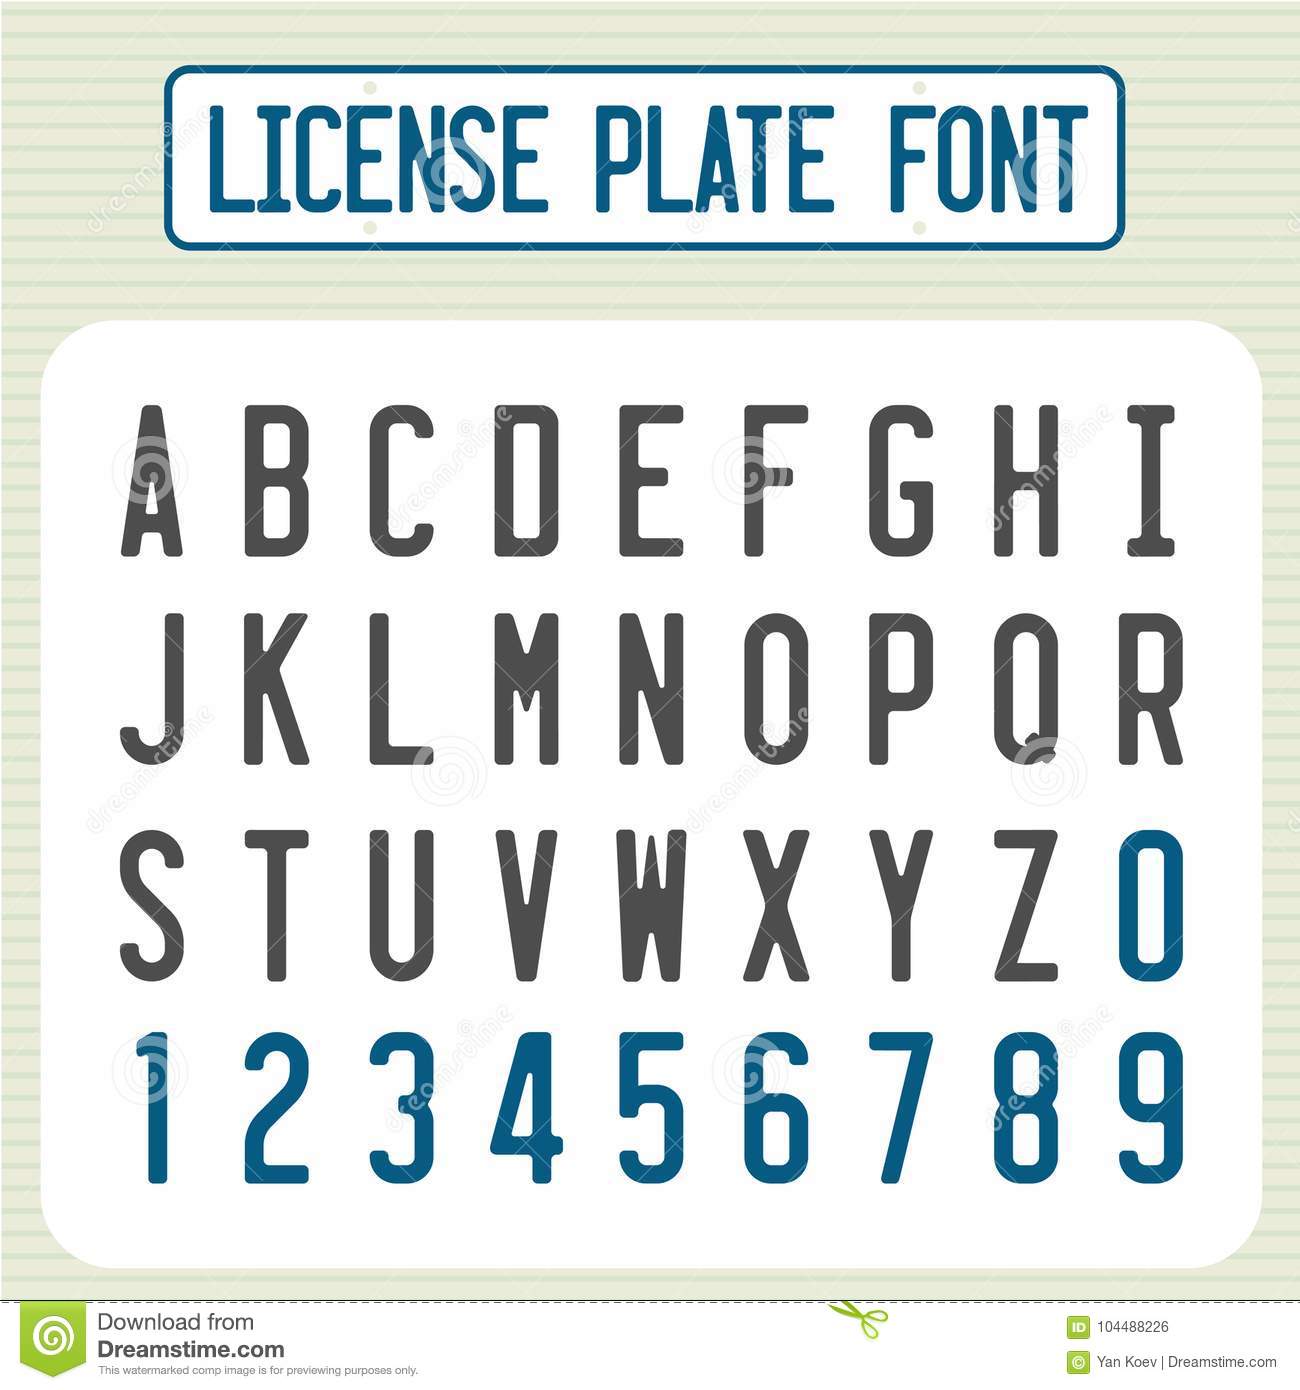 LICENSE PLATE FONT
A B C D E F G H I
J K L M N O P Q R
S T U V W X Y Z 0
1 2 3 4 5 6 7 8 9
Download from
Dreamstime.com
This watermarked comp image is for previewing purposes only.
ID 104488226
© Yan Koev | Dreamstime.com